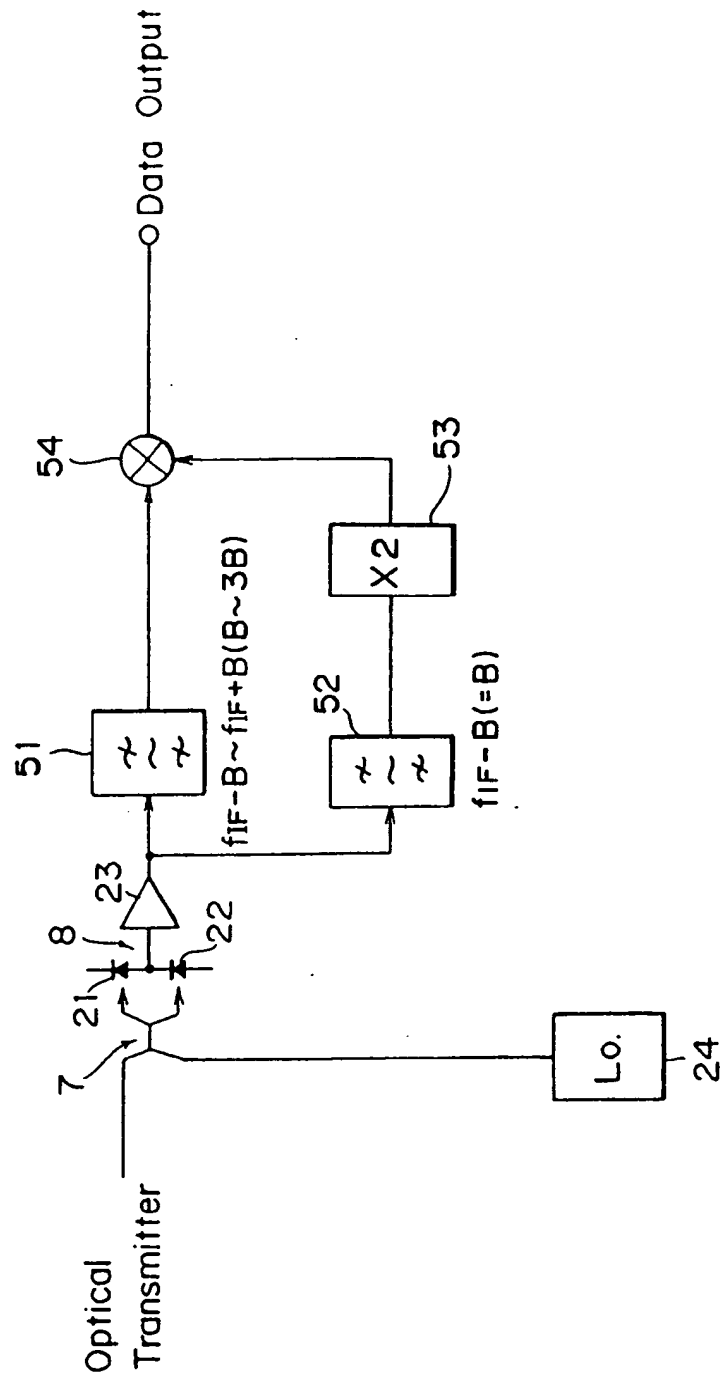 Optical
Transmitter
7
21
8
22
23
Lo.
24
51
fIF-B~fIF+B(B~3B)
52
fIF-B(=B)
X2
53
54
Data Output